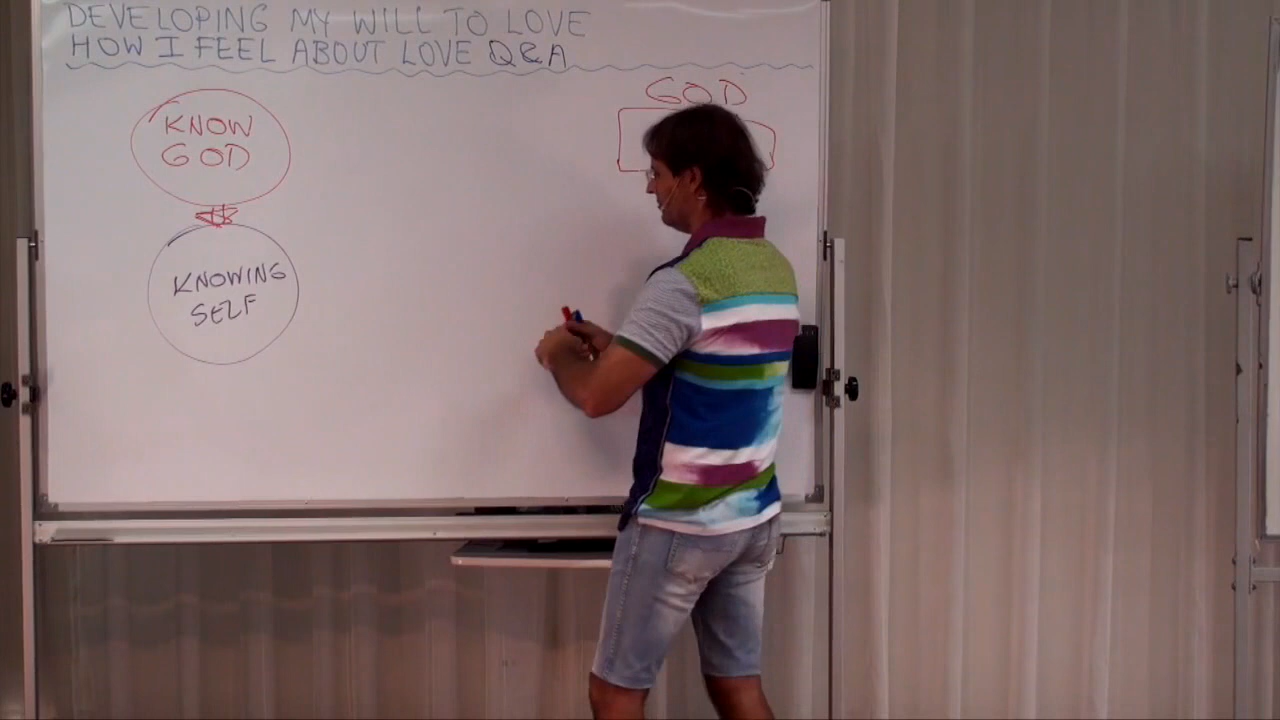 DEVELOPING MY WILL TO LOVE
HOW I FEEL ABOUT LOVE Q&A
KNOW
GOD
KNOWING
SELF
GOD